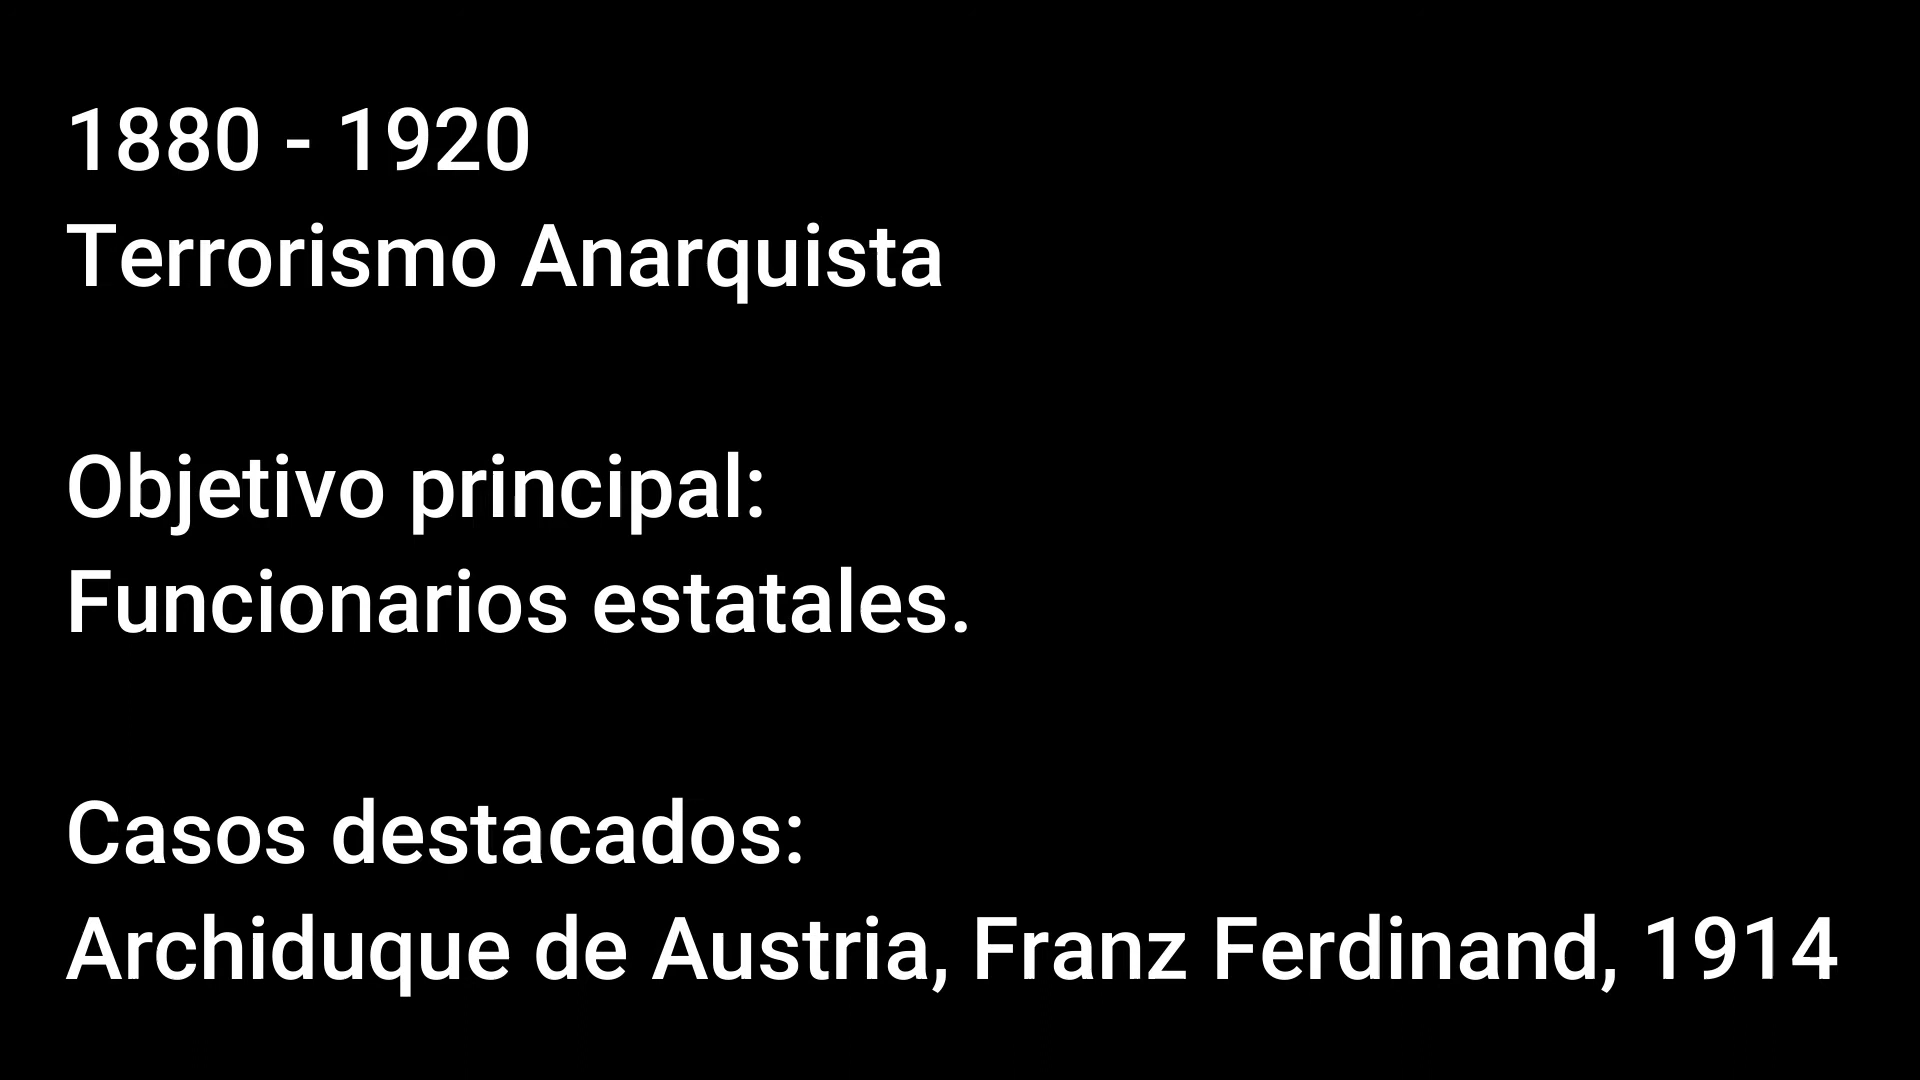 1880 - 1920
Terrorismo Anarquista
Objetivo principal:
Funcionarios estatales.
Casos destacados:
Archiduque de Austria, Franz Ferdinand, 1914